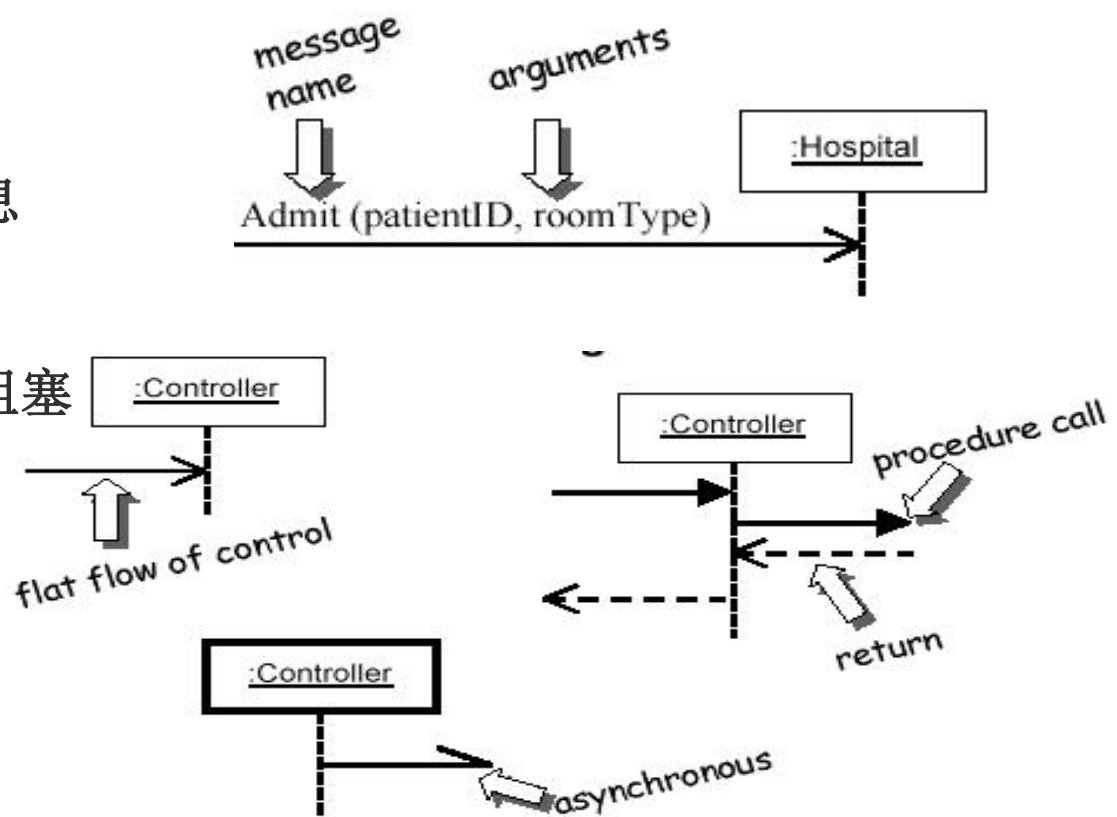 message
name
arguments
:Hospital
息
Admit (patientID, roomType)
阻塞
:Controller
:Controller
procedure call
flat flow of control
return
:Controller
asynchronous